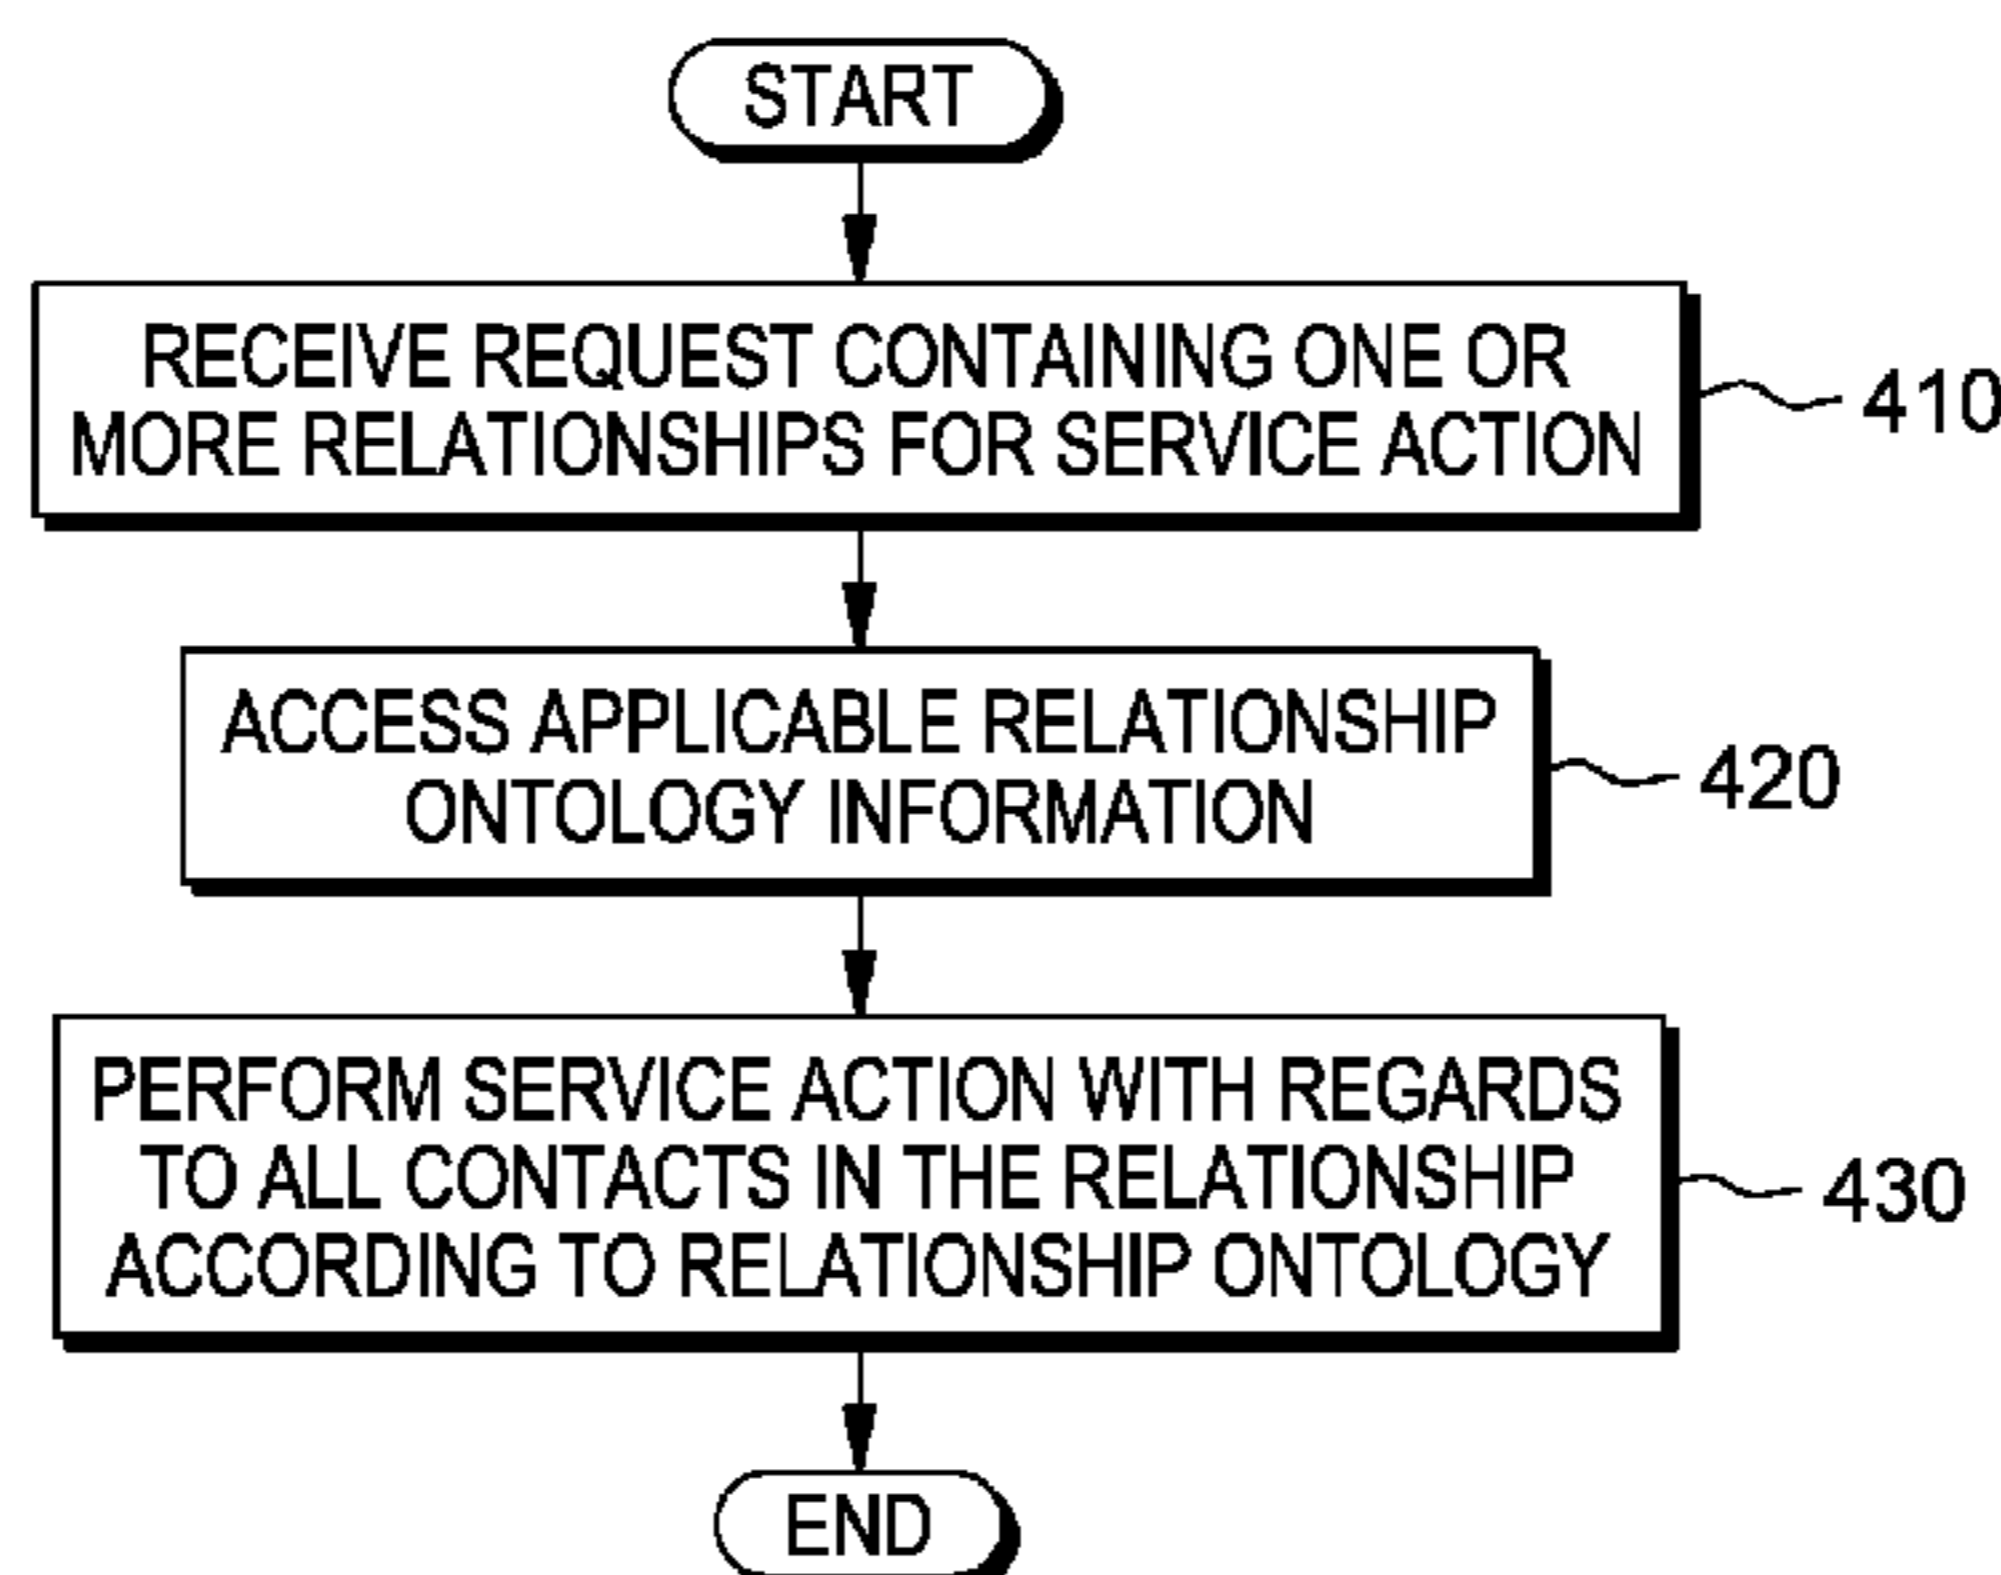 START
RECEIVE REQUEST CONTAINING ONE OR
MORE RELATIONSHIPS FOR SERVICE ACTION
410
ACCESS APPLICABLE RELATIONSHIP
ONTOLOGY INFORMATION
420
PERFORM SERVICE ACTION WITH REGARDS
TO ALL CONTACTS IN THE RELATIONSHIP
ACCORDING TO RELATIONSHIP ONTOLOGY
430
END